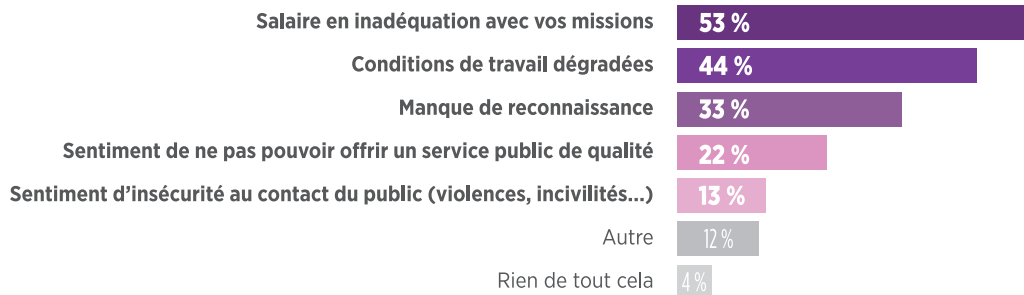 Salaire en inadéquation avec vos missions 53 %
Conditions de travail dégradées 44 %
Manque de reconnaissance 33 %
Sentiment de ne pas pouvoir offrir un service public de qualité 22 %
Sentiment d’insécurité au contact du public (violences, incivilités...) 13 %
Autre 12 %
Rien de tout cela 4 %